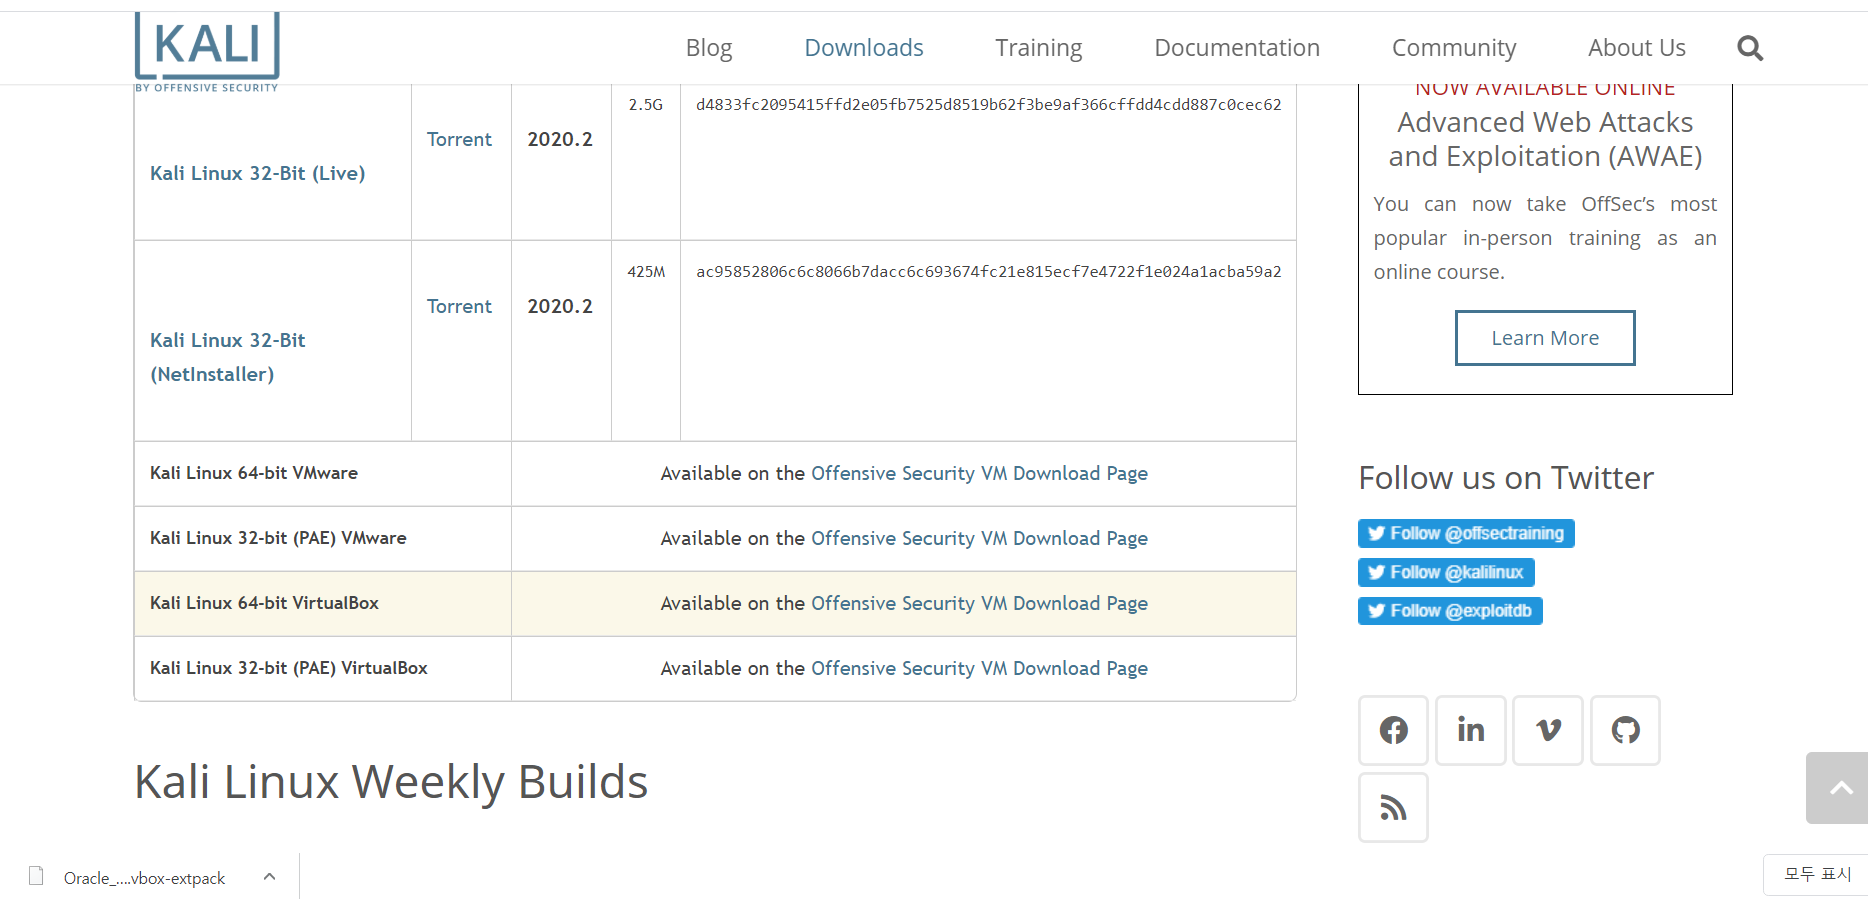 KALI
BY OFFENSIVE SECURITY
Blog
Downloads
Training
Documentation
Community
About Us
Kali Linux 32-Bit (Live)
Torrent
2020.2
2.5G
d4833fc2095415ffd2e05fb7525d8519b62f3be9af366cffdd4cdd887c0cec62
Kali Linux 32-Bit
(NetInstaller)
Torrent
2020.2
425M
ac95852806c6c8066b7dacc6c693674fc21e815ecf7e4722f1e024a1acba59a2
Kali Linux 64-bit VMware
Available on the Offensive Security VM Download Page
Kali Linux 32-bit (PAE) VMware
Available on the Offensive Security VM Download Page
Kali Linux 64-bit VirtualBox
Available on the Offensive Security VM Download Page
Kali Linux 32-bit (PAE) VirtualBox
Available on the Offensive Security VM Download Page
Kali Linux Weekly Builds
NOW AVAILABLE ONLINE
Advanced Web Attacks
and Exploitation (AWAE)
You can now take OffSec’s most
popular in-person training as an
online course.
Learn More
Follow us on Twitter
Follow @offsectraining
Follow @kalilinux
Follow @exploitdb
Oracle_....vbox-extpack
모두 표시